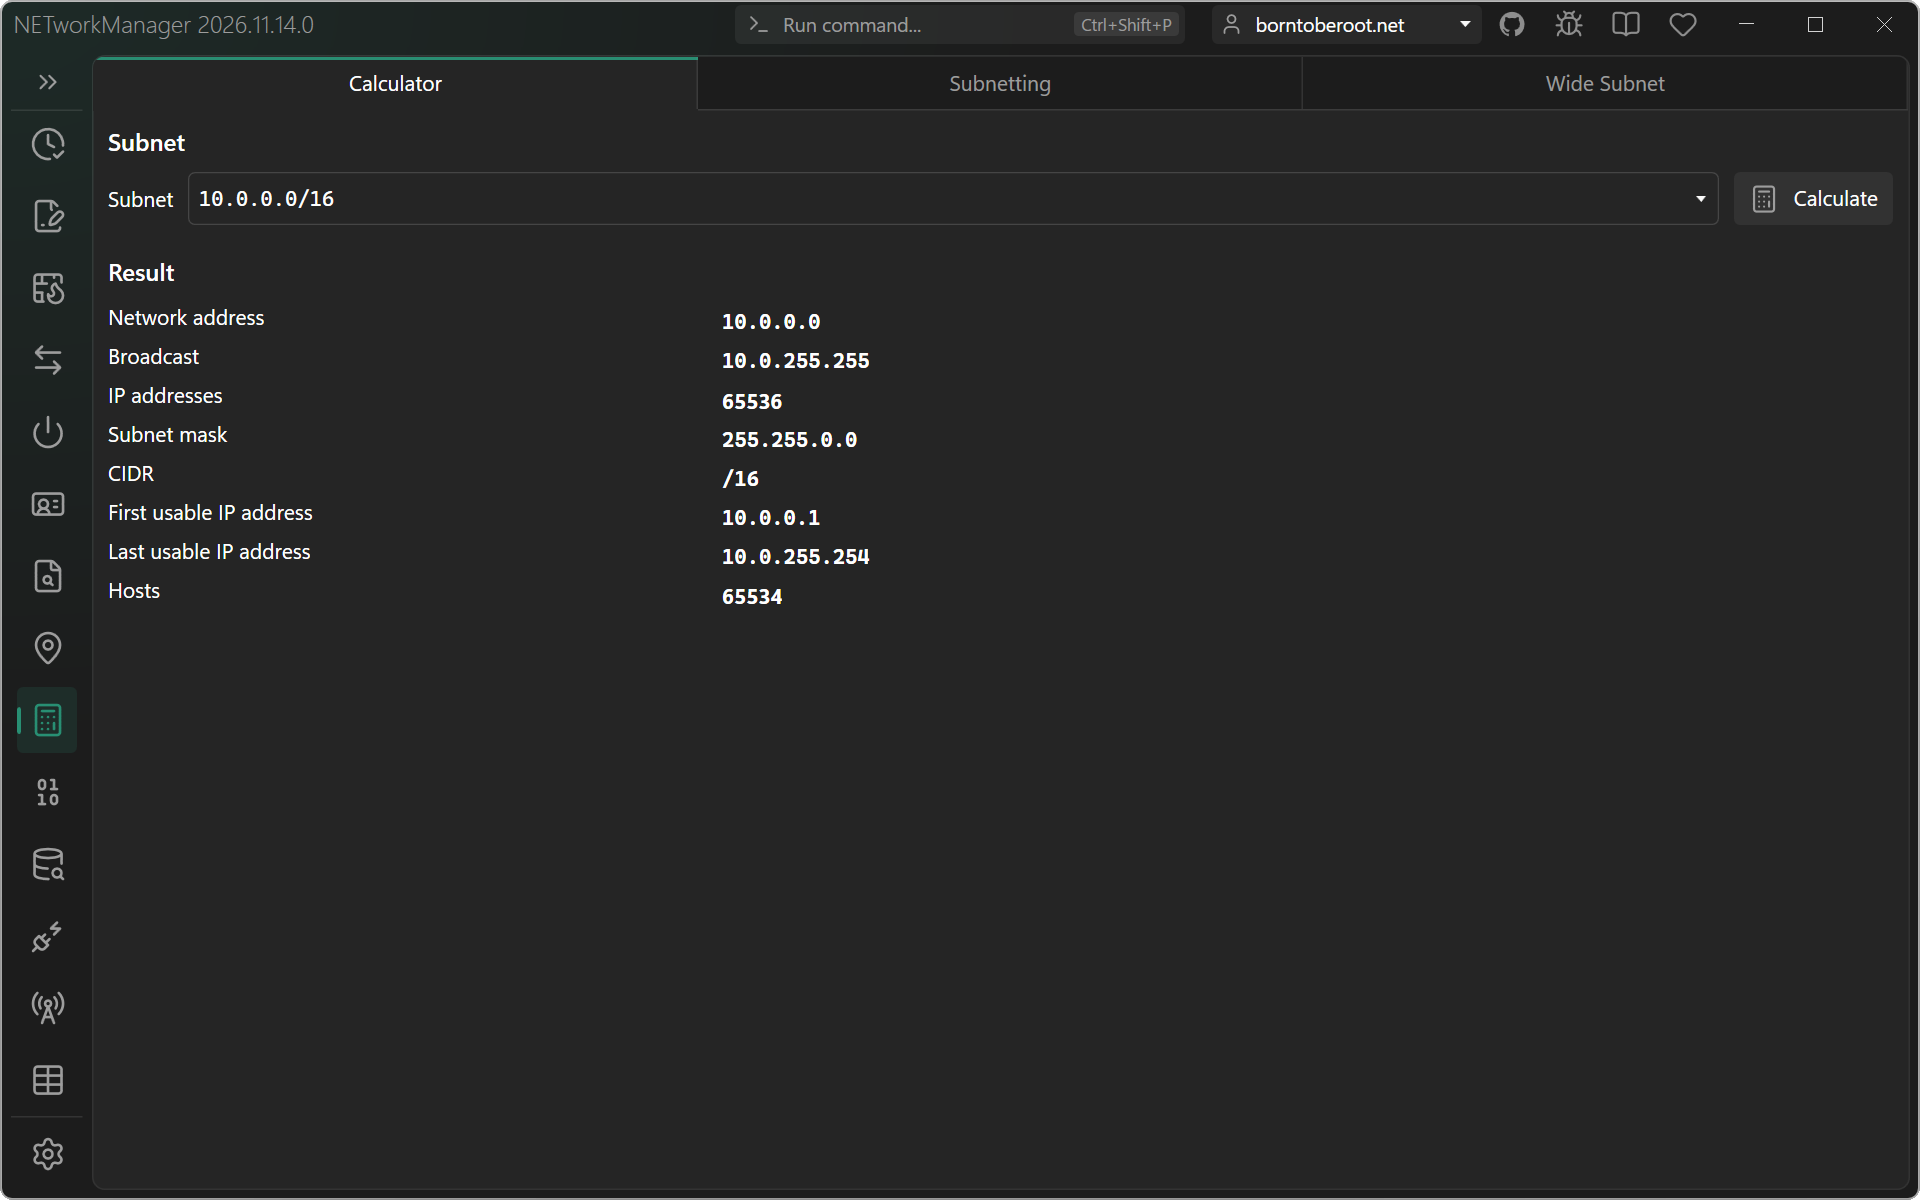 NETworkManager 2026.11.14.0
Run command...
Ctrl+Shift+P
borntoberoot.net
Calculator
Subnetting
Wide Subnet
Subnet
Subnet
10.0.0.0/16
Calculate
Result
Network address 10.0.0.0
Broadcast 10.0.255.255
IP addresses 65536
Subnet mask 255.255.0.0
CIDR /16
First usable IP address 10.0.0.1
Last usable IP address 10.0.255.254
Hosts 65534
01
10